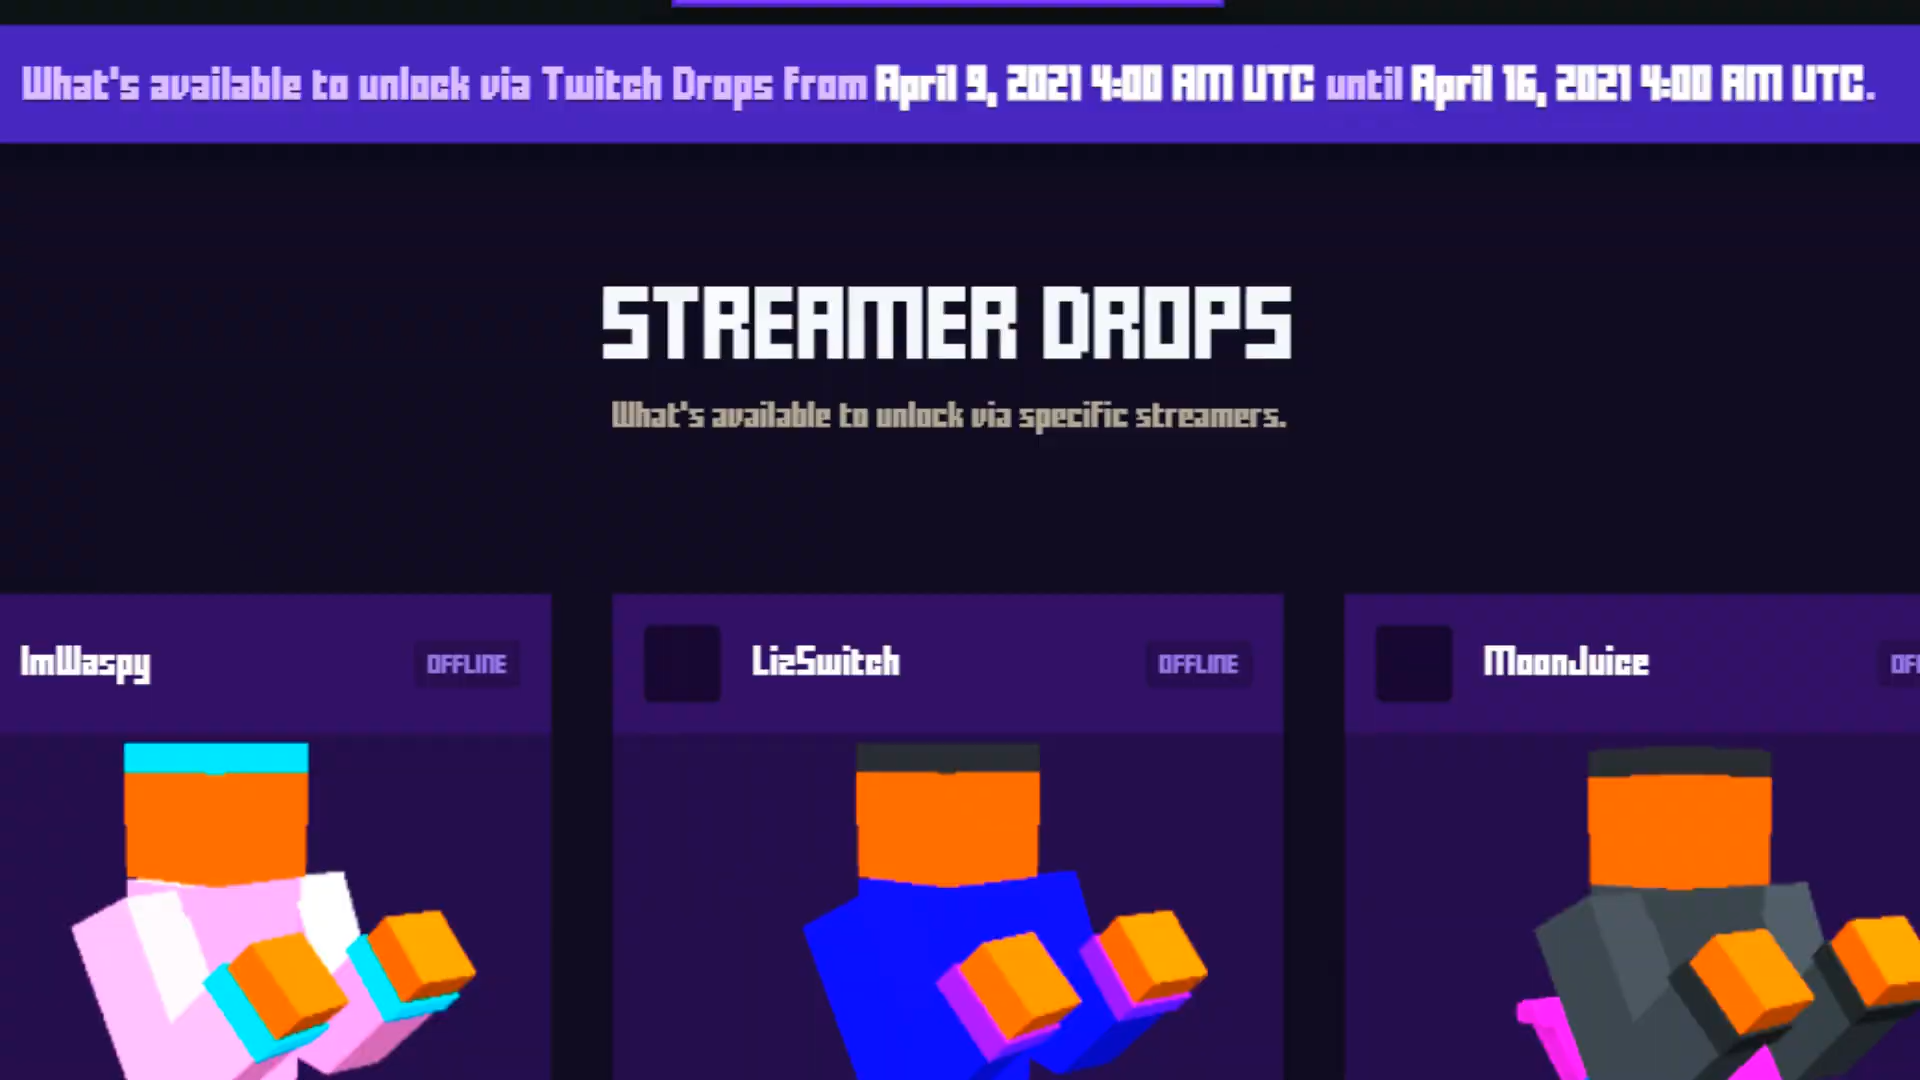 What's available to unlock via Twitch Drops from April 9, 2021 4:00 AM UTC until April 16, 2021 4:00 AM UTC.
STREAMER DROPS
What's available to unlock via specific streamers.
ImWaspy OFFLINE LizSwitch OFFLINE MoonJuice